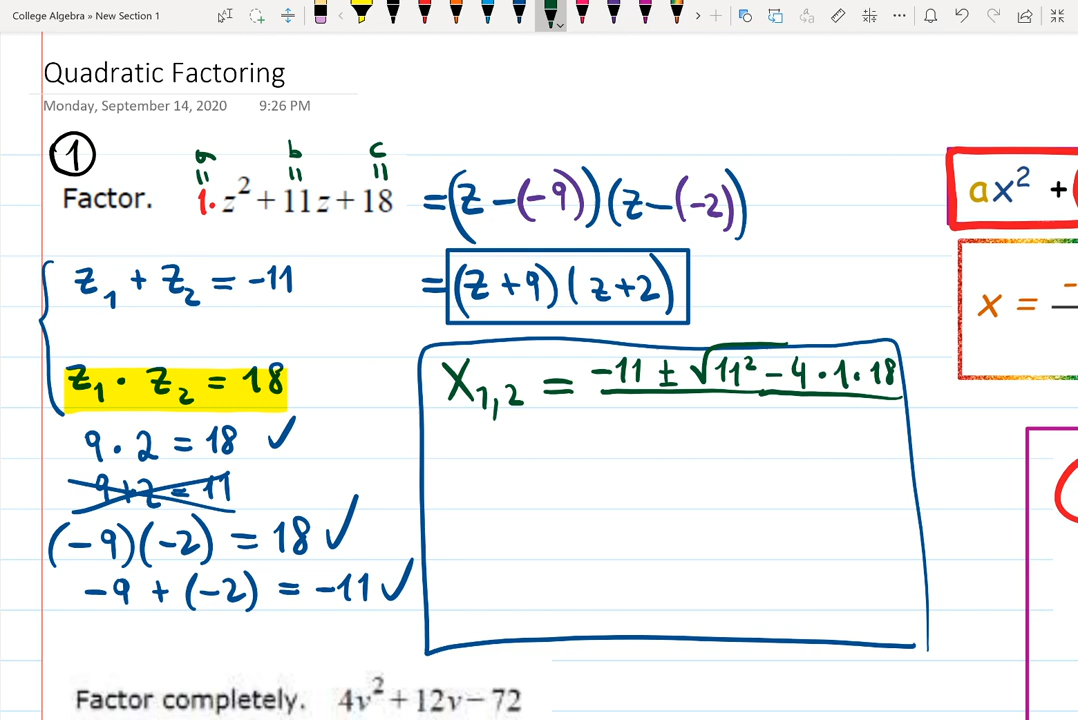 College Algebra » New Section 1
Quadratic Factoring
Monday, September 14, 2020 9:26 PM
1
a b c
Factor. 1·z² + 11z + 18 = (z - (-9))(z - (-2))
= (z + 9)(z + 2)
z₁ + z₂ = -11
z₁ · z₂ = 18
9 · 2 = 18 ✓
9 + 2 = 11
(-9)(-2) = 18 ✓
-9 + (-2) = -11 ✓
X₁,₂ = -11 ± √11² - 4 · 1 · 18
ax² +
x = -
Factor completely. 4v² + 12v - 72